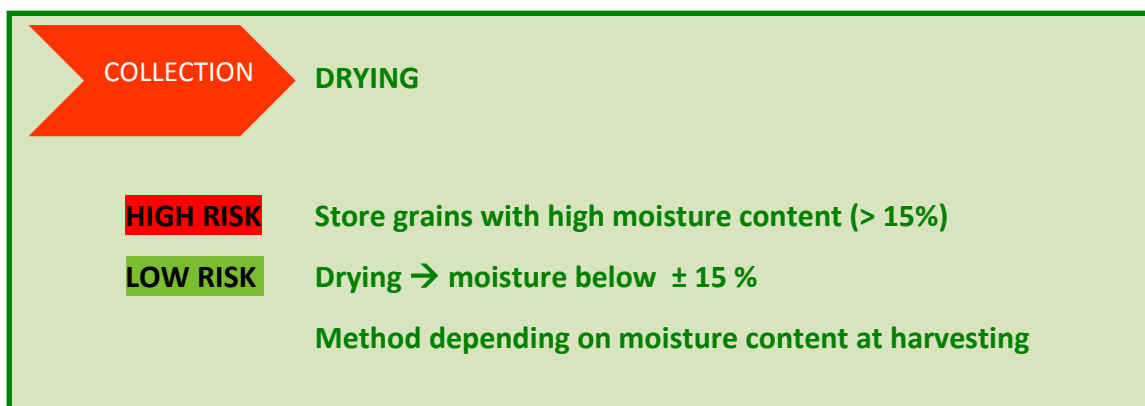 COLLECTION
DRYING
HIGH RISK Store grains with high moisture content (> 15%)
LOW RISK Drying → moisture below ± 15 %
Method depending on moisture content at harvesting